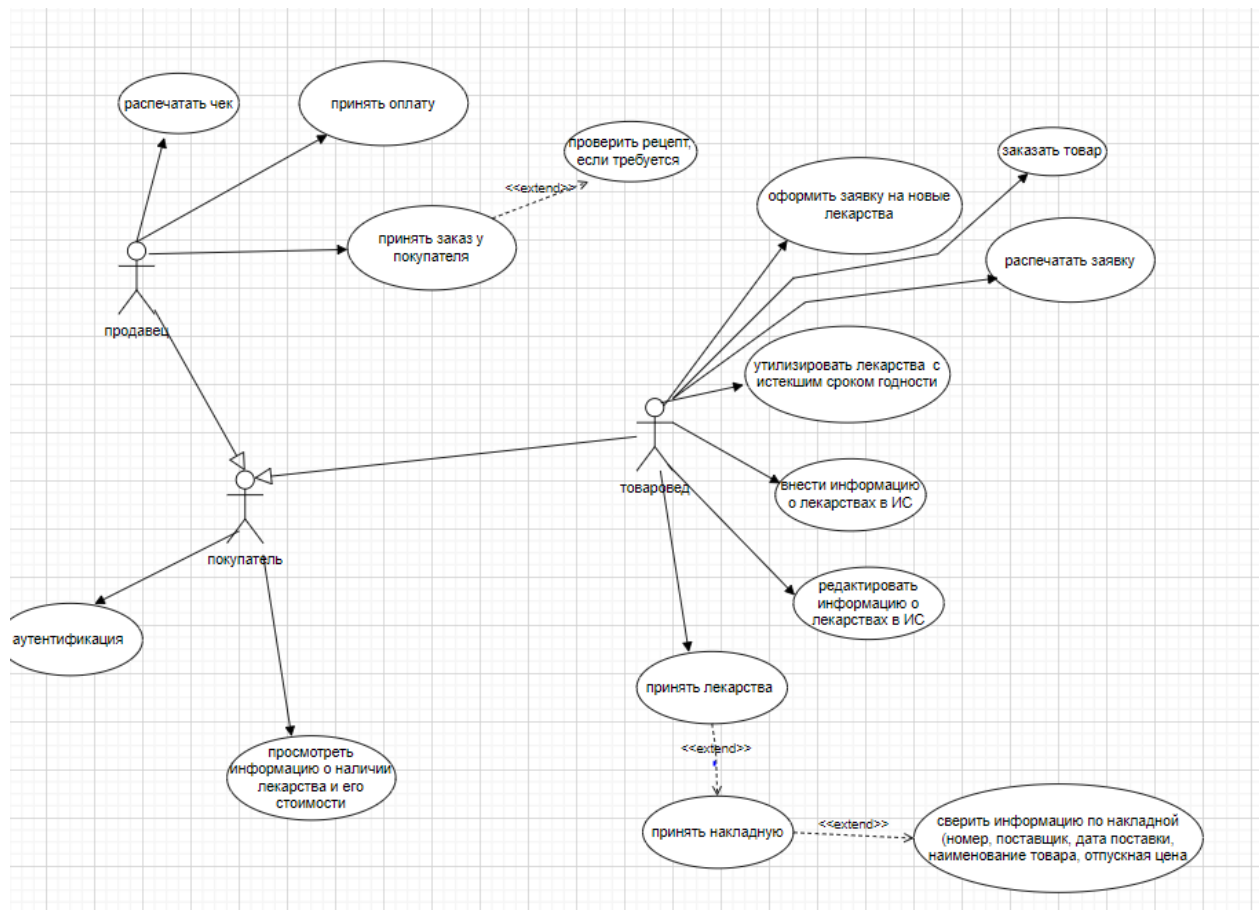 распечатать чек
принять оплату
проверить рецепт,
если требуется
<<extend>>
принять заказ у
покупателя
продавец
заказать товар
оформить заявку на новые
лекарства
распечатать заявку
утилизировать лекарства с
истекшим сроком годности
товаровед
внести информацию
о лекарствах в ИС
редактировать
информацию о
лекарствах в ИС
покупатель
аутентификация
просмотреть
информацию о наличии
лекарства и его
стоимости
принять лекарства
<<extend>>
принять накладную
<<extend>>
сверить информацию по накладной
(номер, поставщик, дата поставки,
наименование товара, отпускная цена